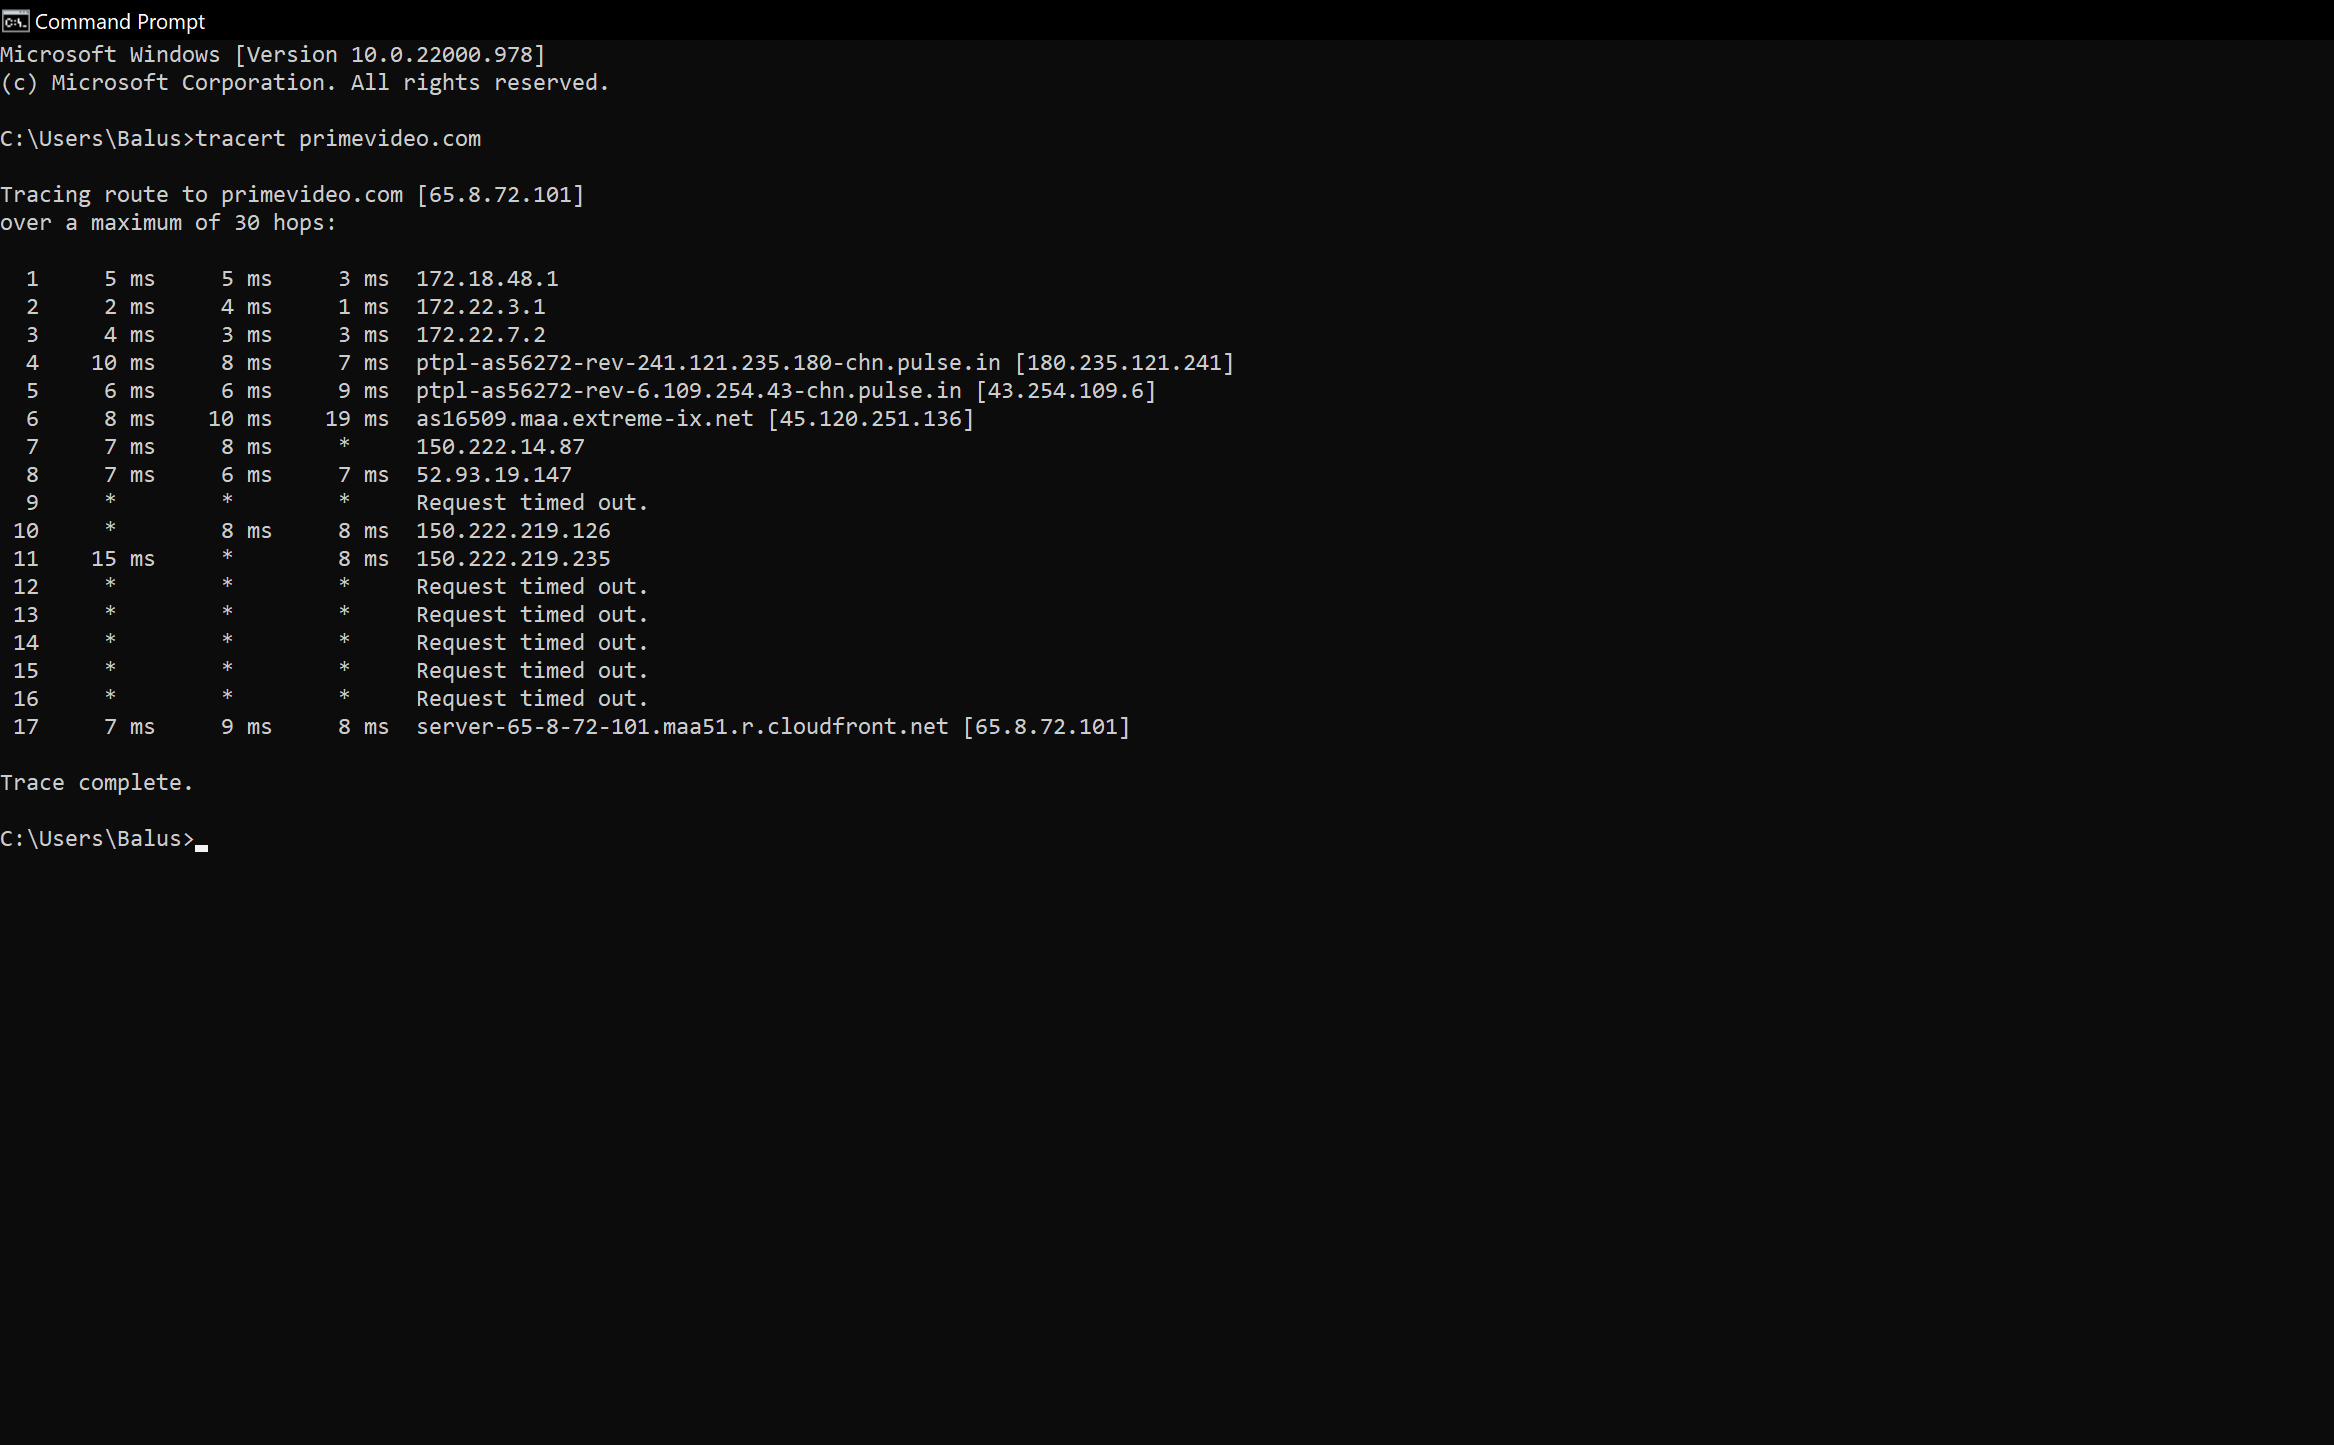 Command Prompt
Microsoft Windows [Version 10.0.22000.978]
(c) Microsoft Corporation. All rights reserved.
C:\Users\Balus>tracert primevideo.com
Tracing route to primevideo.com [65.8.72.101]
over a maximum of 30 hops:
1 5 ms 5 ms 3 ms 172.18.48.1
2 2 ms 4 ms 1 ms 172.22.3.1
3 4 ms 3 ms 3 ms 172.22.7.2
4 10 ms 8 ms 7 ms ptpl-as56272-rev-241.121.235.180-chn.pulse.in [180.235.121.241]
5 6 ms 6 ms 9 ms ptpl-as56272-rev-6.109.254.43-chn.pulse.in [43.254.109.6]
6 8 ms 10 ms 19 ms as16509.maa.extreme-ix.net [45.120.251.136]
7 7 ms 8 ms * 150.222.14.87
8 7 ms 6 ms 7 ms 52.93.19.147
9 * * * Request timed out.
10 * 8 ms 8 ms 150.222.219.126
11 15 ms * 8 ms 150.222.219.235
12 * * * Request timed out.
13 * * * Request timed out.
14 * * * Request timed out.
15 * * * Request timed out.
16 * * * Request timed out.
17 7 ms 9 ms 8 ms server-65-8-72-101.maa51.r.cloudfront.net [65.8.72.101]
Trace complete.
C:\Users\Balus>